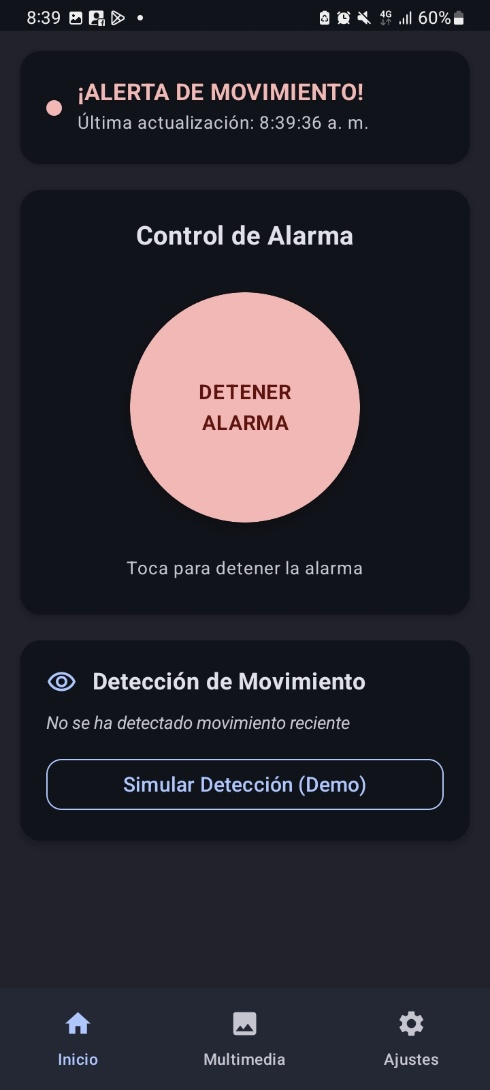 8:39
4G
60%
¡ALERTA DE MOVIMIENTO!
Última actualización: 8:39:36 a. m.
Control de Alarma
DETENER
ALARMA
Toca para detener la alarma
Detección de Movimiento
No se ha detectado movimiento reciente
Simular Detección (Demo)
Inicio
Multimedia
Ajustes